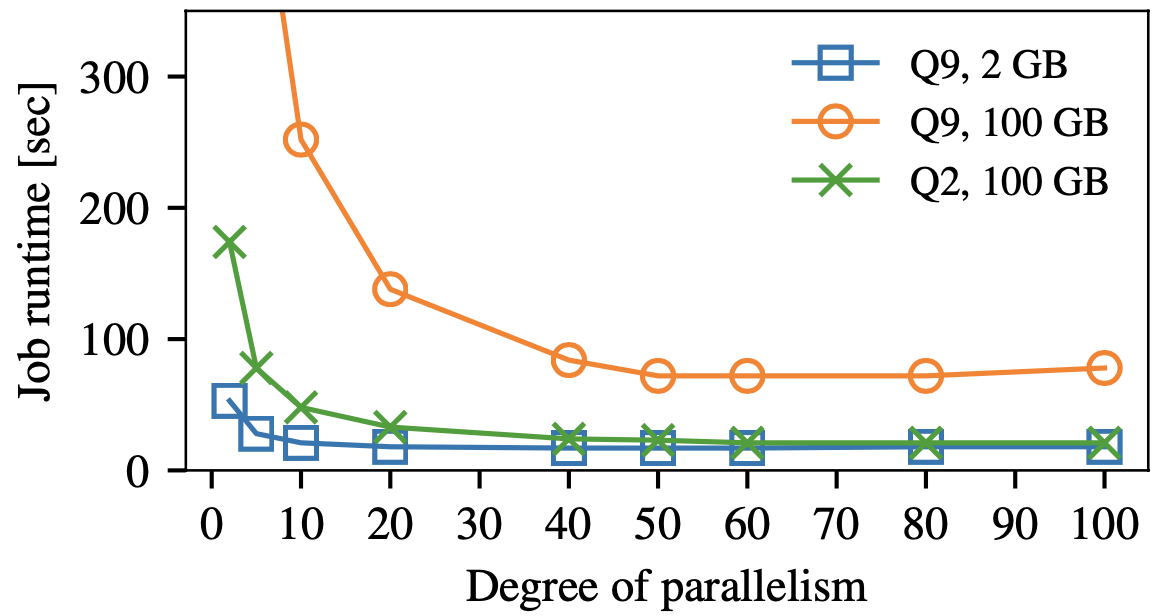 Job runtime [sec]
300
200
100
0
Q9, 2 GB
Q9, 100 GB
Q2, 100 GB
0 10 20 30 40 50 60 70 80 90 100
Degree of parallelism